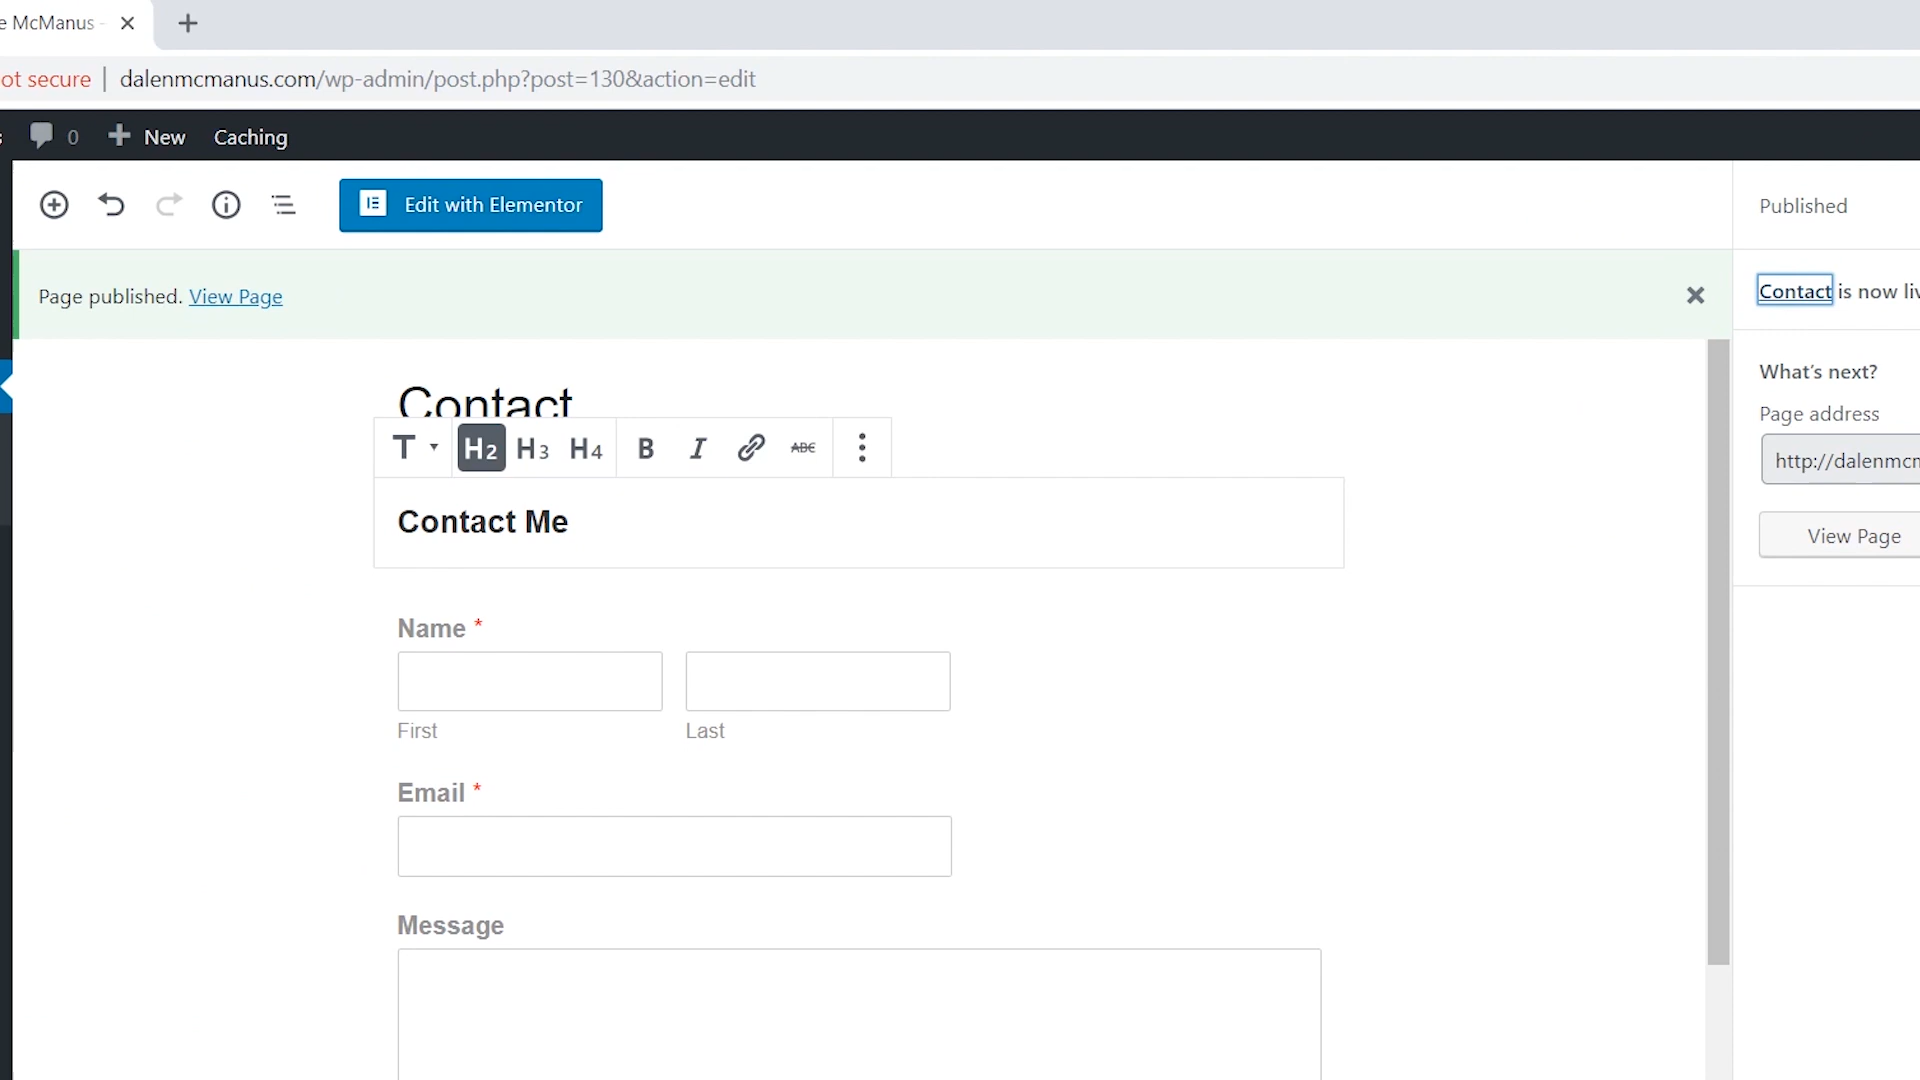 e McManus -
ot secure | dalenmcmanus.com/wp-admin/post.php?post=130&action=edit
0 New Caching
Edit with Elementor
Published
Page published. View Page
Contact is now liv
What's next?
Page address
http://dalenmcm
View Page
Contact
T H2 H3 H4 B I ABC
Contact Me
Name *
First Last
Email *
Message